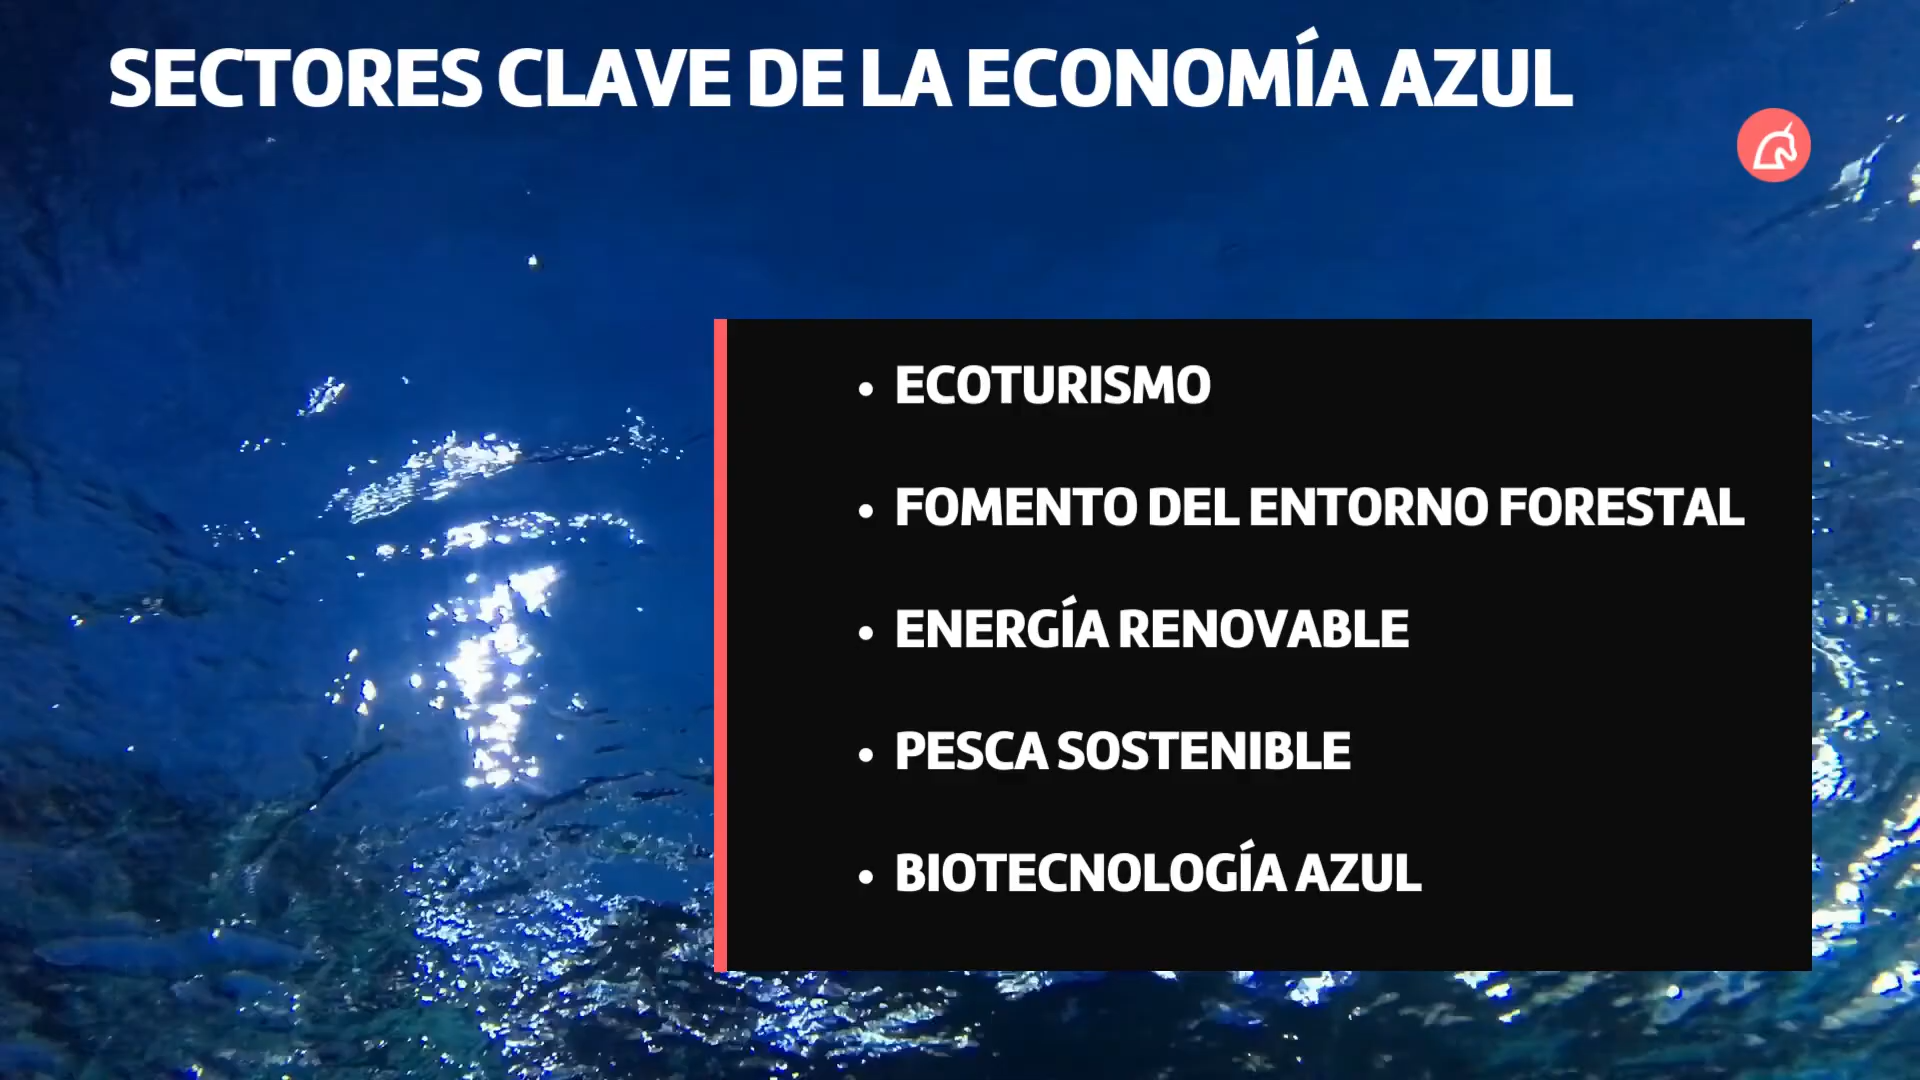 SECTORES CLAVE DE LA ECONOMÍA AZUL
• ECOTURISMO
• FOMENTO DEL ENTORNO FORESTAL
• ENERGÍA RENOVABLE
• PESCA SOSTENIBLE
• BIOTECNOLOGÍA AZUL